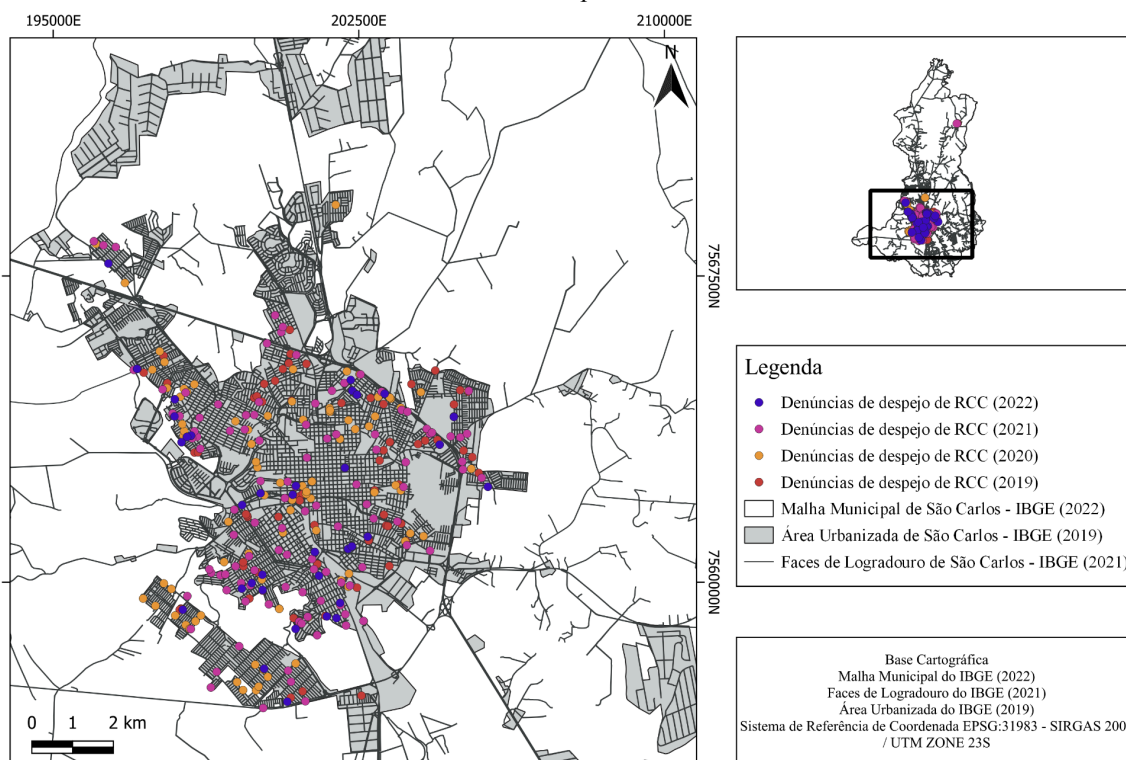 195000E
202500E
210000E
N
7567500N
7560000N
0 1 2 km
Legenda
Denúncias de despejo de RCC (2022)
Denúncias de despejo de RCC (2021)
Denúncias de despejo de RCC (2020)
Denúncias de despejo de RCC (2019)
Malha Municipal de São Carlos - IBGE (2022)
Área Urbanizada de São Carlos - IBGE (2019)
Faces de Logradouro de São Carlos - IBGE (2021)
Base Cartográfica
Malha Municipal do IBGE (2022)
Faces de Logradouro do IBGE (2021)
Área Urbanizada do IBGE (2019)
Sistema de Referência de Coordenada EPSG:31983 - SIRGAS 200
/ UTM ZONE 23S